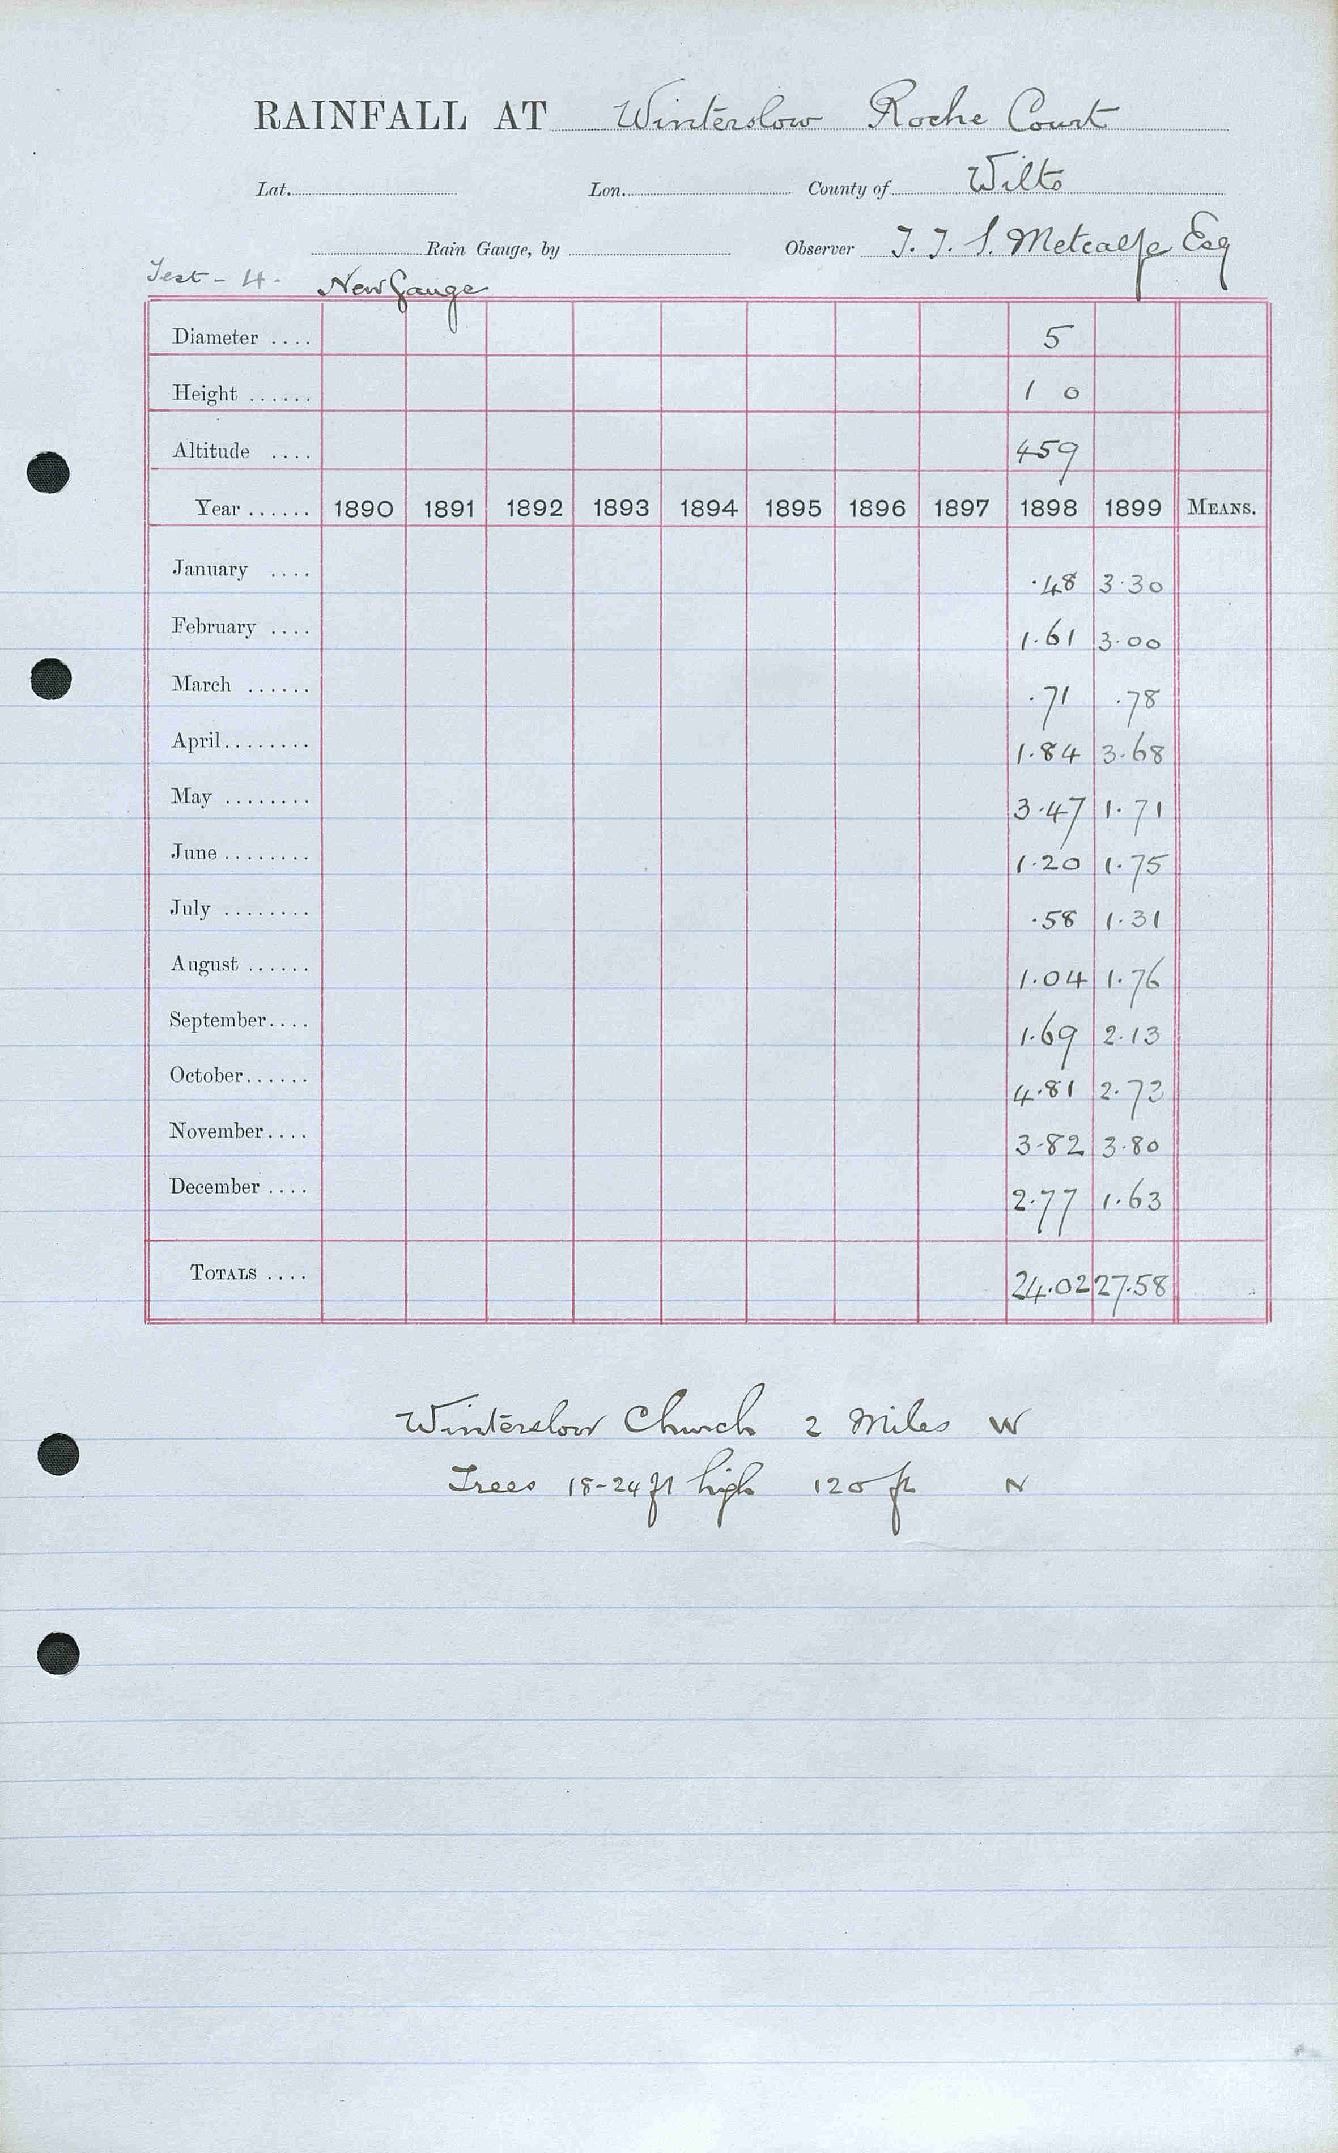 RAINFALL AT Winterslow Roche Court
Lat. Lon. County of Wilts
Rain Gauge, by Observer J. J. S. Metcalfe Esq
Test - 4. New Gauge
Diameter .... 5
Height ...... 1 0
Altitude .... 459
Year ...... 1890 1891 1892 1893 1894 1895 1896 1897 1898 1899 MEANS.
January .... .48 3.30
February .... 1.61 3.00
March ...... .71 .78
April ........ 1.84 3.68
May ........ 3.47 1.71
June ........ 1.20 1.75
July ........ .58 1.31
August ...... 1.04 1.76
September .... 1.69 2.13
October ...... 4.81 2.73
November .... 3.82 3.80
December .... 2.77 1.63
TOTALS .... 24.02 27.58
Winterslow Church 2 Miles W
Trees 18-24 ft high 120 ft N